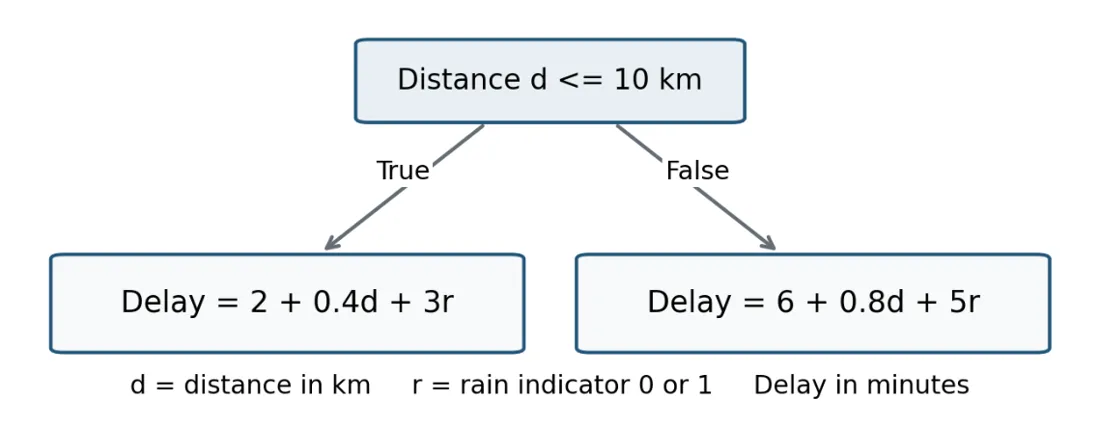 Distance d <= 10 km
True
False
Delay = 2 + 0.4d + 3r
Delay = 6 + 0.8d + 5r
d = distance in km r = rain indicator 0 or 1 Delay in minutes